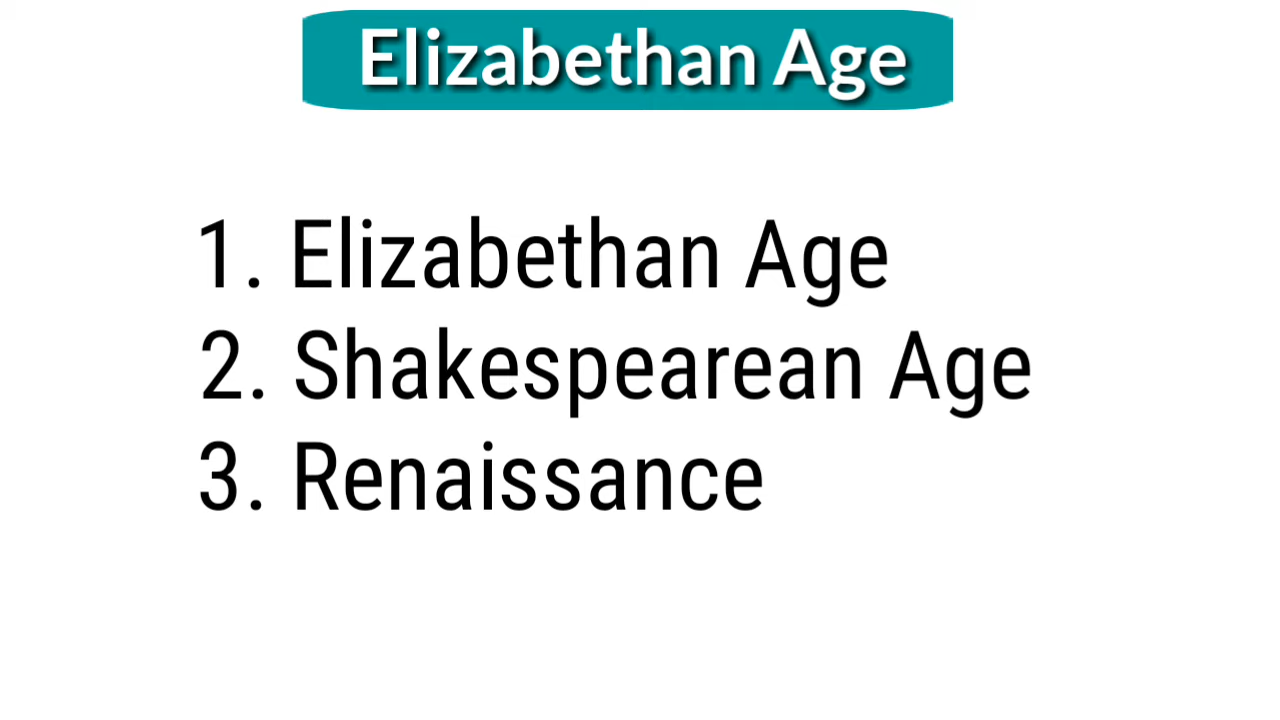 Elizabethan Age
1. Elizabethan Age
2. Shakespearean Age
3. Renaissance